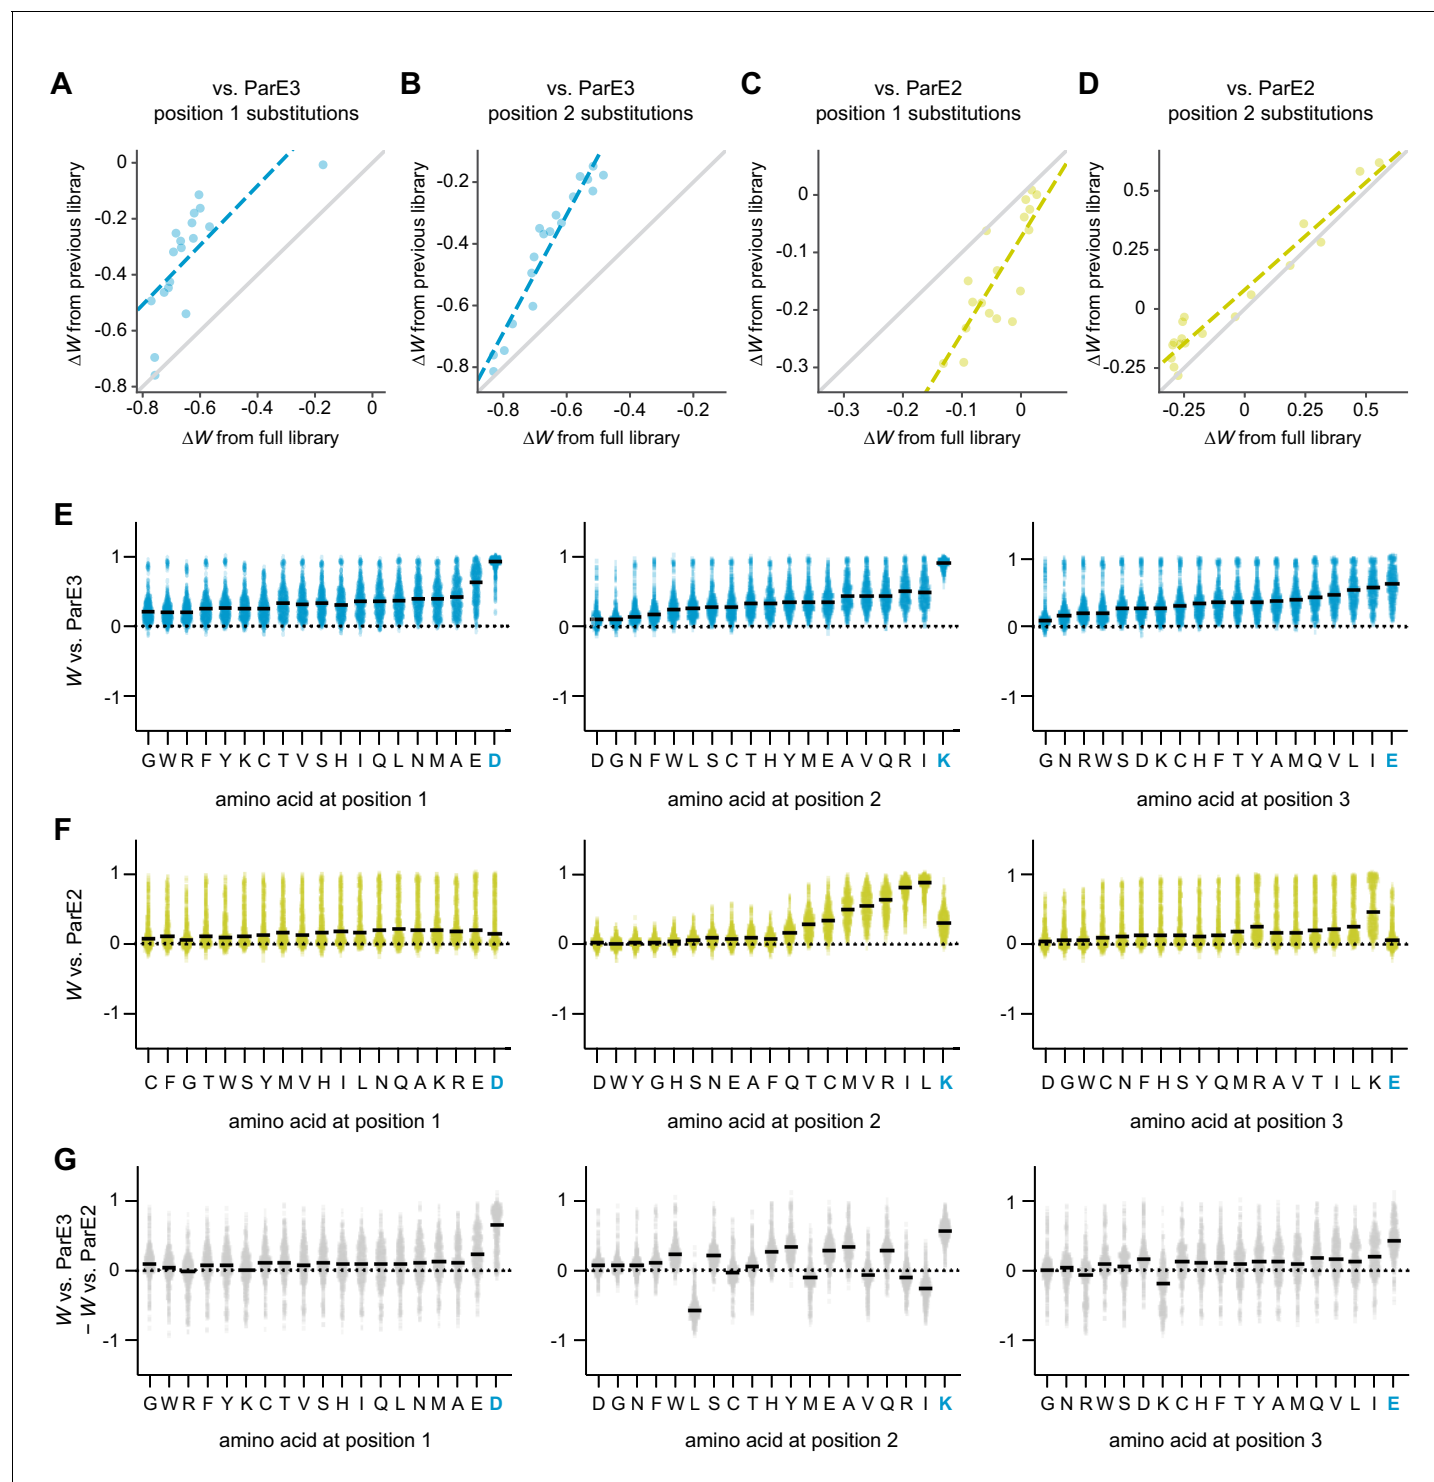 A
vs. ParE3
position 1 substitutions
ΔW from previous library
0
-0.2
-0.4
-0.6
-0.8
-0.8 -0.6 -0.4 -0.2 0
ΔW from full library
B
vs. ParE3
position 2 substitutions
ΔW from previous library
-0.2
-0.4
-0.6
-0.8
-0.8 -0.6 -0.4 -0.2
ΔW from full library
C
vs. ParE2
position 1 substitutions
ΔW from previous library
0
-0.1
-0.2
-0.3
-0.3 -0.2 -0.1 0
ΔW from full library
D
vs. ParE2
position 2 substitutions
ΔW from previous library
0.5
0.25
0
-0.25
-0.25 0 0.25 0.5
ΔW from full library
E
W vs. ParE3
1
0
-1
G W R F Y K C T V S H I Q L N M A E D
amino acid at position 1
1
0
-1
D G N F W L S C T H Y M E A V Q R I K
amino acid at position 2
1
0
-1
G N R W S D K C H F T Y A M Q V L I E
amino acid at position 3
F
W vs. ParE2
1
0
-1
C F G T W S Y M V H I L N Q A K R E D
amino acid at position 1
1
0
-1
D W Y G H S N E A F Q T C M V R I L K
amino acid at position 2
1
0
-1
D G W C N F H S Y Q M R A V T I L K E
amino acid at position 3
G
W vs. ParE3
– W vs. ParE2
1
0
-1
G W R F Y K C T V S H I Q L N M A E D
amino acid at position 1
1
0
-1
D G N F W L S C T H Y M E A V Q R I K
amino acid at position 2
1
0
-1
G N R W S D K C H F T Y A M Q V L I E
amino acid at position 3